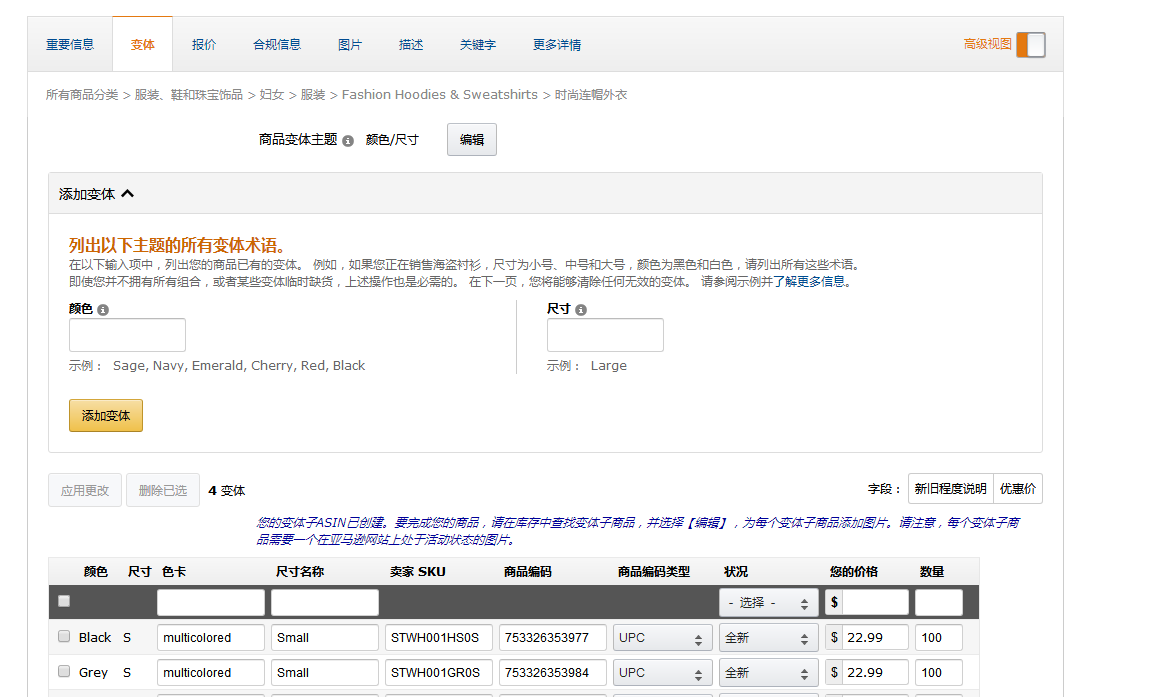 重要信息 变体 报价 合规信息 图片 描述 关键字 更多详情 高级视图
所有商品分类 > 服装、鞋和珠宝饰品 > 妇女 > 服装 > Fashion Hoodies & Sweatshirts > 时尚连帽外衣
商品变体主题 颜色/尺寸 编辑
添加变体
列出以下主题的所有变体术语。
在以下输入项中，列出您的商品已有的变体。 例如，如果您正在销售海盗衬衫，尺寸为小号、中号和大号，颜色为黑色和白色，请列出所有这些术语。
即使您并不拥有所有组合，或者某些变体临时缺货，上述操作也是必需的。 在下一页，您将能够清除任何无效的变体。 请参阅示例并了解更多信息。
颜色 尺寸
示例： Sage, Navy, Emerald, Cherry, Red, Black 示例： Large
添加变体
应用更改 删除已选 4 变体 字段： 新旧程度说明 优惠价
您的变体子ASIN已创建。要完成您的商品，请在库存中查找变体子商品，并选择【编辑】，为每个变体子商品添加图片。请注意，每个变体子商
品需要一个在亚马逊网站上处于活动状态的图片。
颜色 尺寸 色卡 尺寸名称 卖家 SKU 商品编码 商品编码类型 状况 您的价格 数量
- 选择 - $
Black S multicolored Small STWH001HS0S 753326353977 UPC 全新 $ 22.99 100
Grey S multicolored Small STWH001GR0S 753326353984 UPC 全新 $ 22.99 100